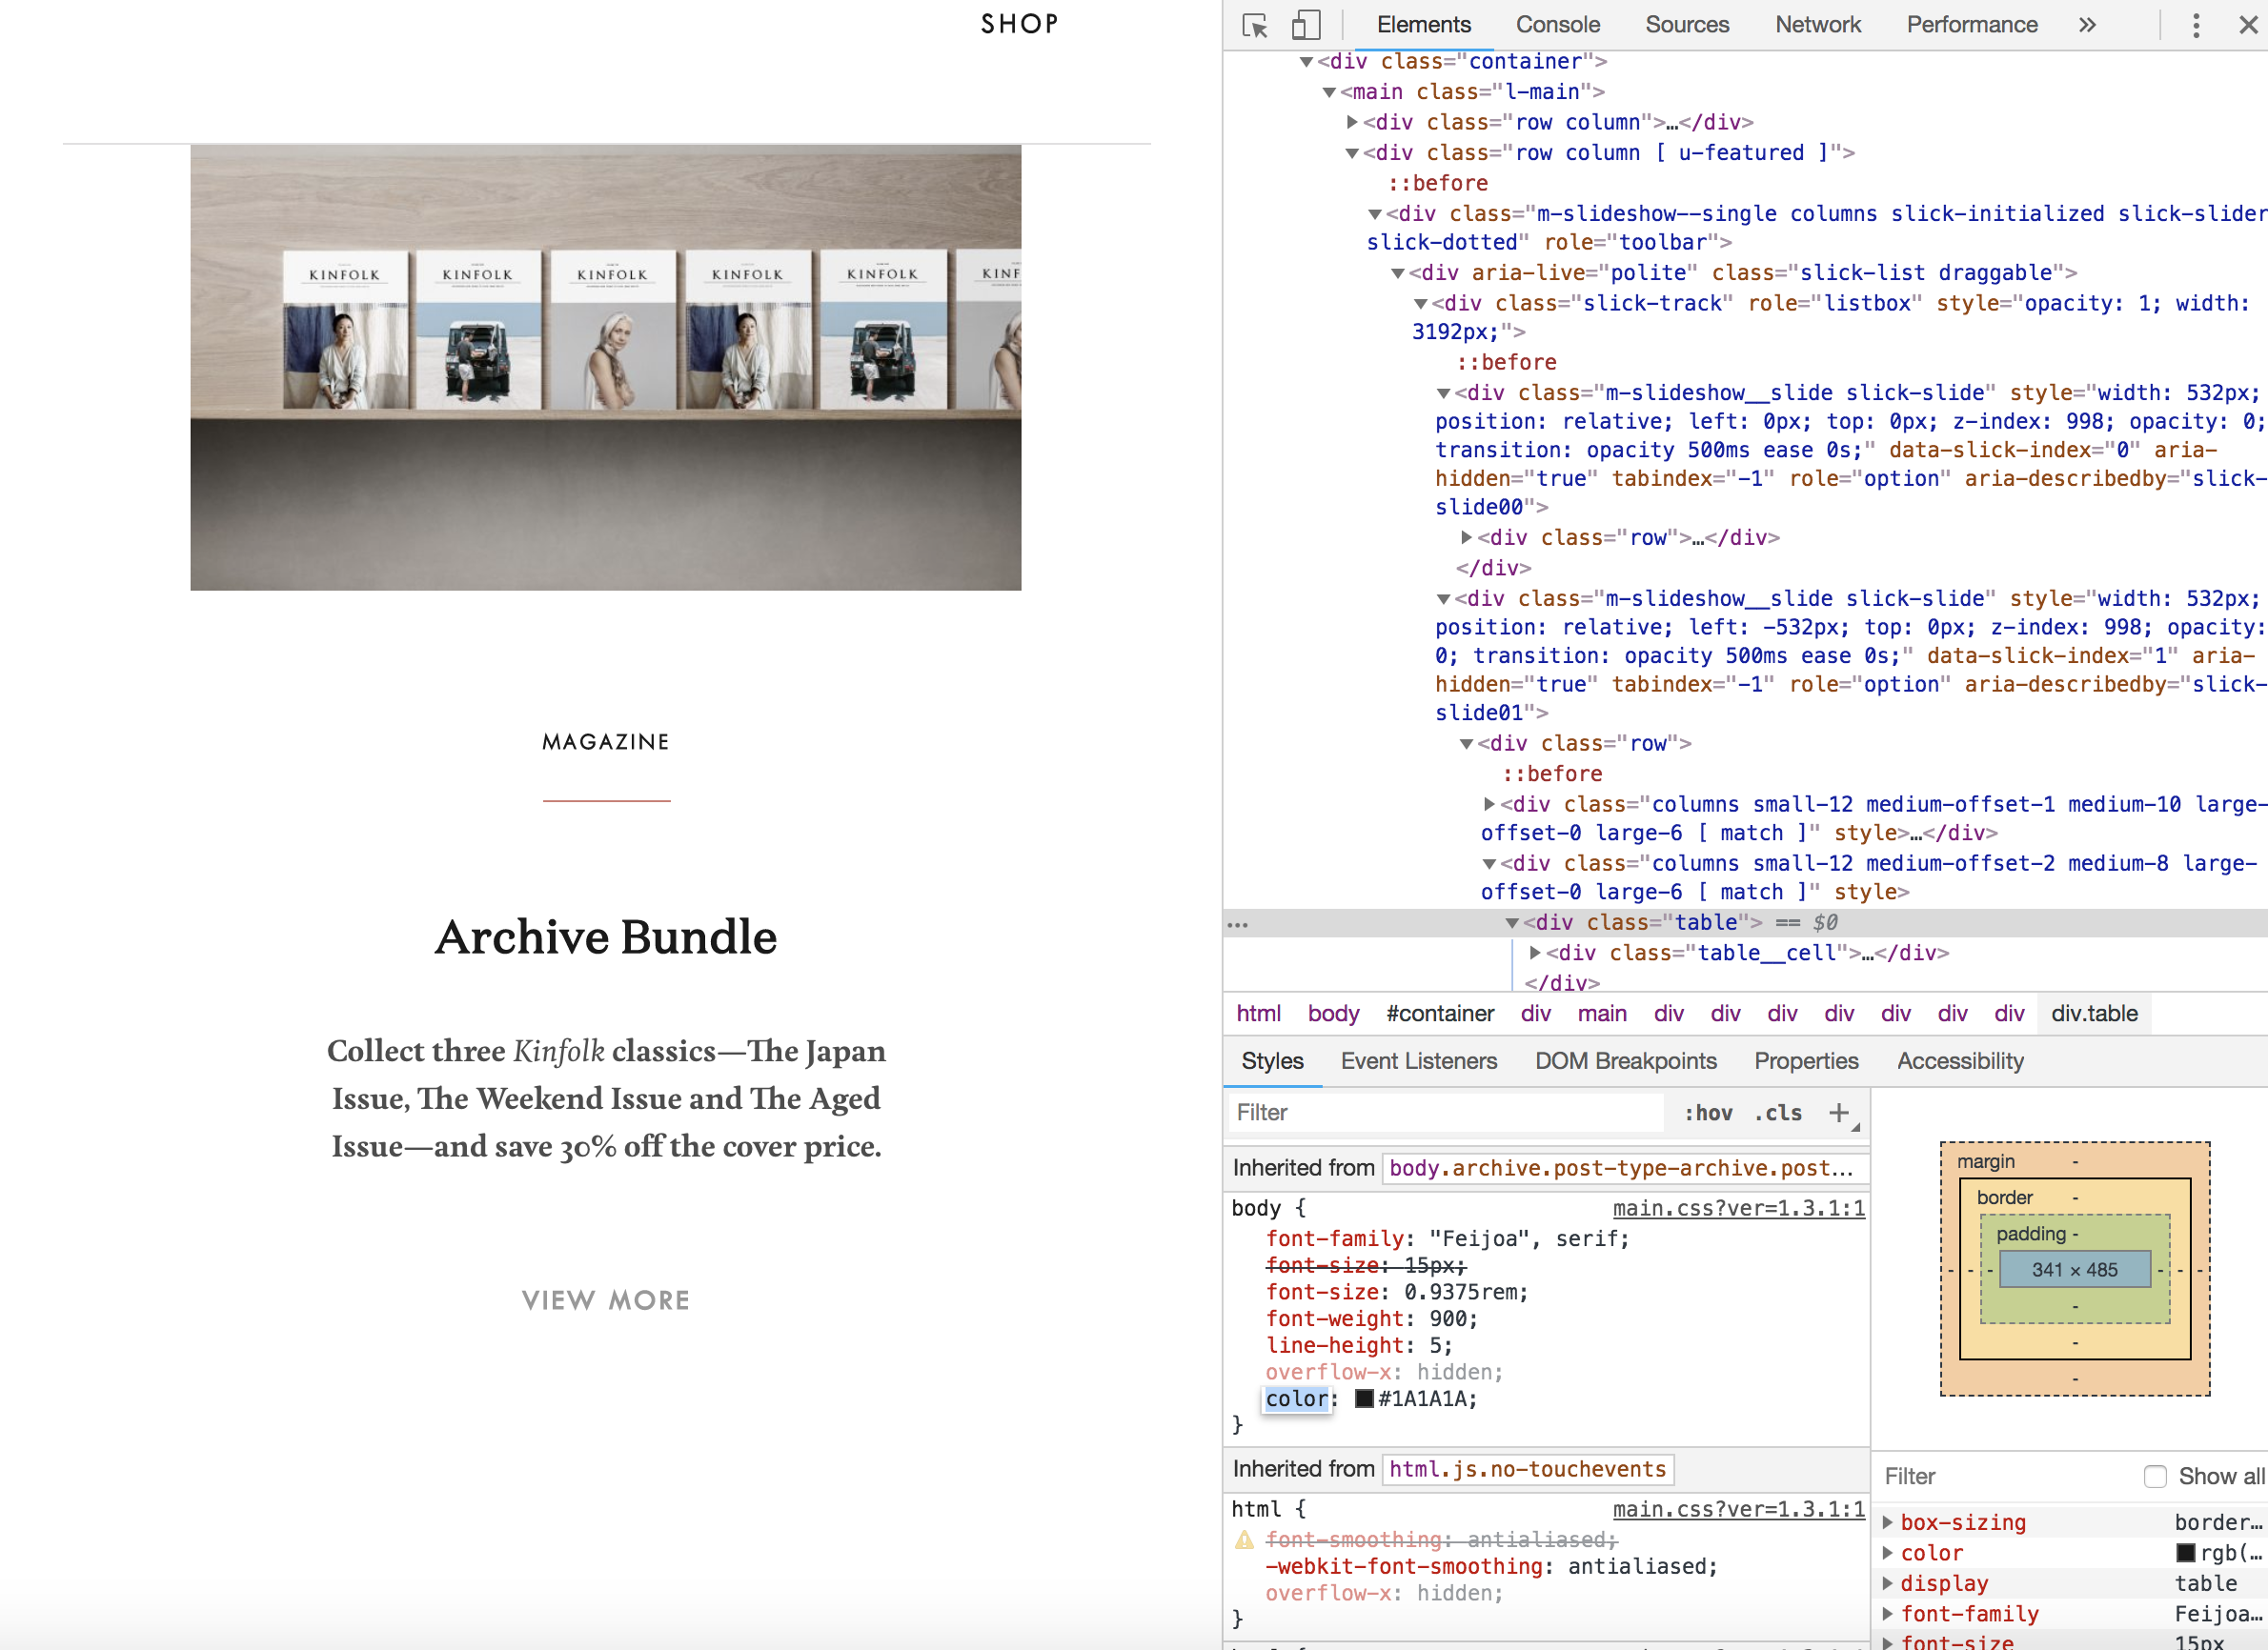 SHOP
KINFOLK
KINFOLK
KINFOLK
KINFOLK
KINFOLK
KINF
MAGAZINE
Archive Bundle
Collect three Kinfolk classics—The Japan
Issue, The Weekend Issue and The Aged
Issue—and save 30% off the cover price.
VIEW MORE
Elements Console Sources Network Performance »
▼<div class="container">
▼<main class="l-main">
▶<div class="row column">…</div>
▼<div class="row column [ u-featured ]">
::before
▼<div class="m-slideshow--single columns slick-initialized slick-slider
slick-dotted" role="toolbar">
▼<div aria-live="polite" class="slick-list draggable">
▼<div class="slick-track" role="listbox" style="opacity: 1; width:
3192px;">
::before
▼<div class="m-slideshow__slide slick-slide" style="width: 532px;
position: relative; left: 0px; top: 0px; z-index: 998; opacity: 0;
transition: opacity 500ms ease 0s;" data-slick-index="0" aria-
hidden="true" tabindex="-1" role="option" aria-describedby="slick-
slide00">
▶<div class="row">…</div>
</div>
▼<div class="m-slideshow__slide slick-slide" style="width: 532px;
position: relative; left: -532px; top: 0px; z-index: 998; opacity:
0; transition: opacity 500ms ease 0s;" data-slick-index="1" aria-
hidden="true" tabindex="-1" role="option" aria-describedby="slick-
slide01">
▼<div class="row">
::before
▶<div class="columns small-12 medium-offset-1 medium-10 large-
offset-0 large-6 [ match ]" style>…</div>
▼<div class="columns small-12 medium-offset-2 medium-8 large-
offset-0 large-6 [ match ]" style>
… ▼<div class="table"> == $0
▶<div class="table__cell">…</div>
</div>
html body #container div main div div div div div div div div.table
Styles Event Listeners DOM Breakpoints Properties Accessibility
Filter :hov .cls +
Inherited from body.archive.post-type-archive.post…
body { main.css?ver=1.3.1:1
font-family: "Feijoa", serif;
font-size: 15px;
font-size: 0.9375rem;
font-weight: 900;
line-height: 5;
overflow-x: hidden;
color: #1A1A1A;
}
Inherited from html.js.no-touchevents
html { main.css?ver=1.3.1:1
font-smoothing: antialiased;
-webkit-font-smoothing: antialiased;
overflow-x: hidden;
}
margin -
border -
padding -
- - - 341 × 485 - - -
-
-
-
Filter Show all
▶ box-sizing border…
▶ color rgb(…
▶ display table
▶ font-family Feijoa…
▶ font-size 15px